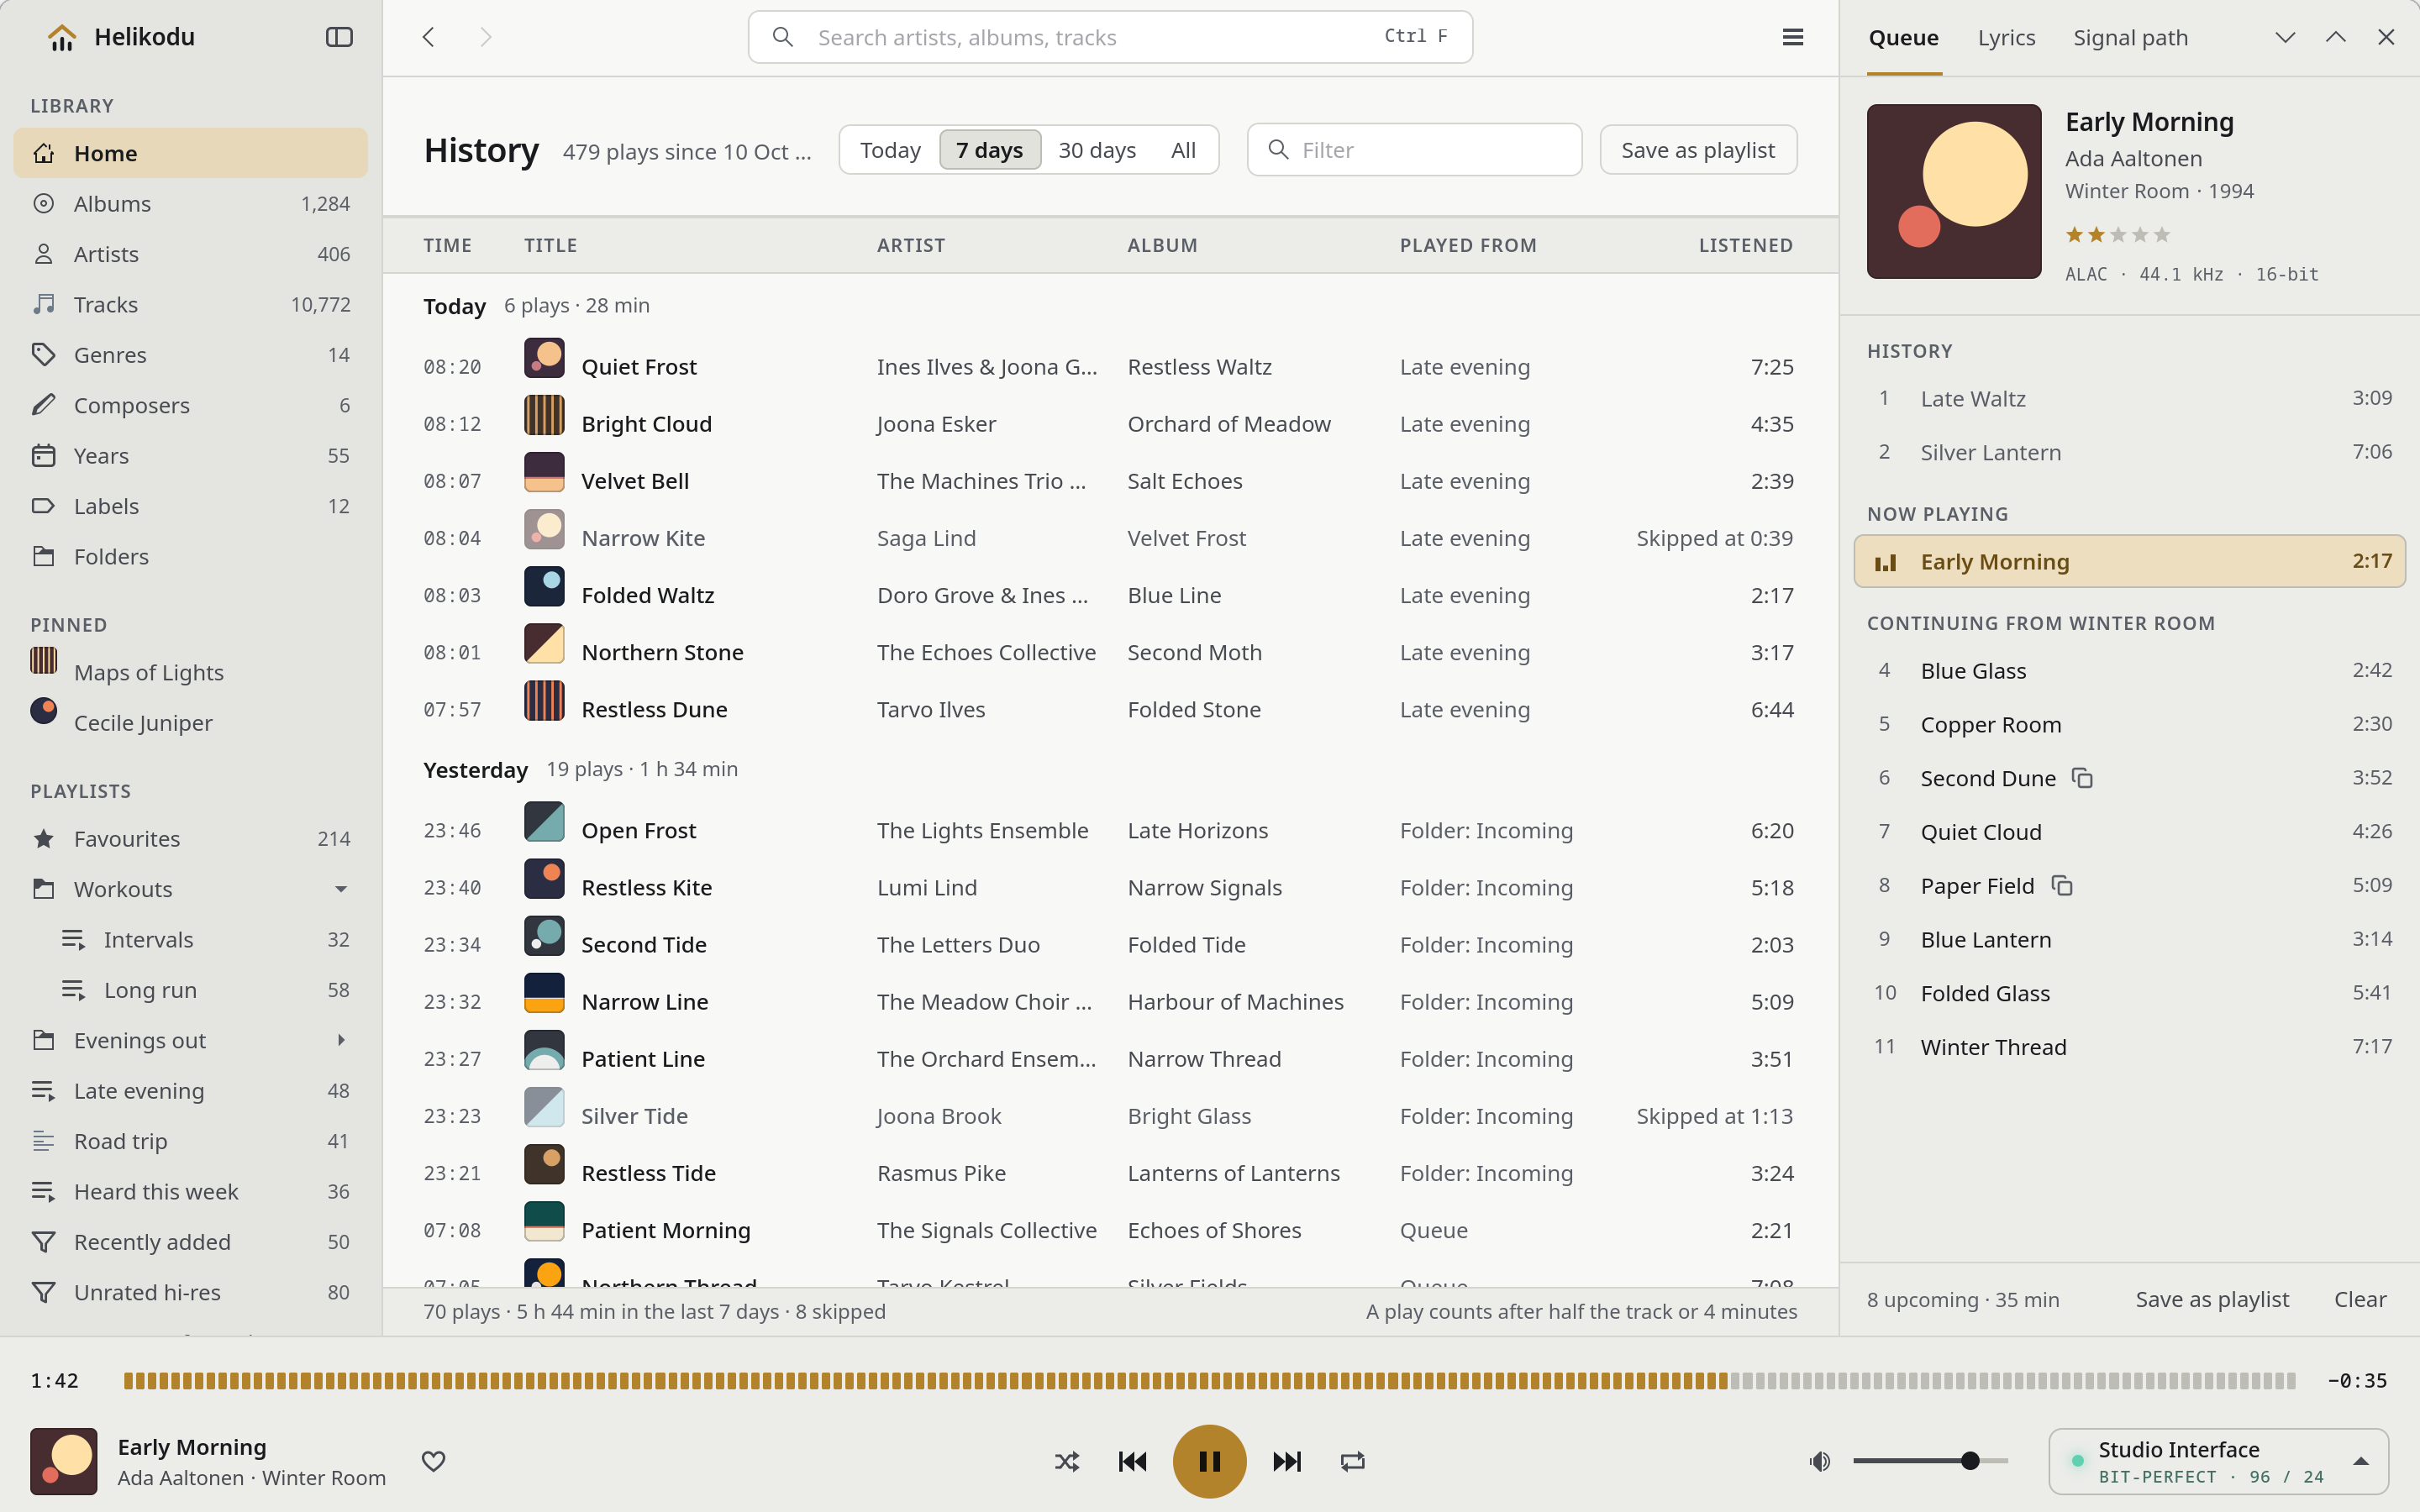 Helikodu
LIBRARY
Home
Albums 1,284
Artists 406
Tracks 10,772
Genres 14
Composers 6
Years 55
Labels 12
Folders
PINNED
Maps of Lights
Cecile Juniper
PLAYLISTS
Favourites 214
Workouts
Intervals 32
Long run 58
Evenings out
Late evening 48
Road trip 41
Heard this week 36
Recently added 50
Unrated hi-res 80
Search artists, albums, tracks Ctrl F
History 479 plays since 10 Oct … Today 7 days 30 days All Filter Save as playlist
TIME TITLE ARTIST ALBUM PLAYED FROM LISTENED
Today 6 plays · 28 min
08:20 Quiet Frost Ines Ilves & Joona G… Restless Waltz Late evening 7:25
08:12 Bright Cloud Joona Esker Orchard of Meadow Late evening 4:35
08:07 Velvet Bell The Machines Trio … Salt Echoes Late evening 2:39
08:04 Narrow Kite Saga Lind Velvet Frost Late evening Skipped at 0:39
08:03 Folded Waltz Doro Grove & Ines … Blue Line Late evening 2:17
08:01 Northern Stone The Echoes Collective Second Moth Late evening 3:17
07:57 Restless Dune Tarvo Ilves Folded Stone Late evening 6:44
Yesterday 19 plays · 1 h 34 min
23:46 Open Frost The Lights Ensemble Late Horizons Folder: Incoming 6:20
23:40 Restless Kite Lumi Lind Narrow Signals Folder: Incoming 5:18
23:34 Second Tide The Letters Duo Folded Tide Folder: Incoming 2:03
23:32 Narrow Line The Meadow Choir … Harbour of Machines Folder: Incoming 5:09
23:27 Patient Line The Orchard Ensem… Narrow Thread Folder: Incoming 3:51
23:23 Silver Tide Joona Brook Bright Glass Folder: Incoming Skipped at 1:13
23:21 Restless Tide Rasmus Pike Lanterns of Lanterns Folder: Incoming 3:24
07:08 Patient Morning The Signals Collective Echoes of Shores Queue 2:21
07:05 Northern Thread Tarvo Kestrel Silver Fields Queue 7:08
70 plays · 5 h 44 min in the last 7 days · 8 skipped A play counts after half the track or 4 minutes
Queue Lyrics Signal path
Early Morning
Ada Aaltonen
Winter Room · 1994
ALAC · 44.1 kHz · 16-bit
HISTORY
1 Late Waltz 3:09
2 Silver Lantern 7:06
NOW PLAYING
Early Morning 2:17
CONTINUING FROM WINTER ROOM
4 Blue Glass 2:42
5 Copper Room 2:30
6 Second Dune 3:52
7 Quiet Cloud 4:26
8 Paper Field 5:09
9 Blue Lantern 3:14
10 Folded Glass 5:41
11 Winter Thread 7:17
8 upcoming · 35 min Save as playlist Clear
1:42 −0:35
Early Morning
Ada Aaltonen · Winter Room
Studio Interface
BIT-PERFECT · 96 / 24